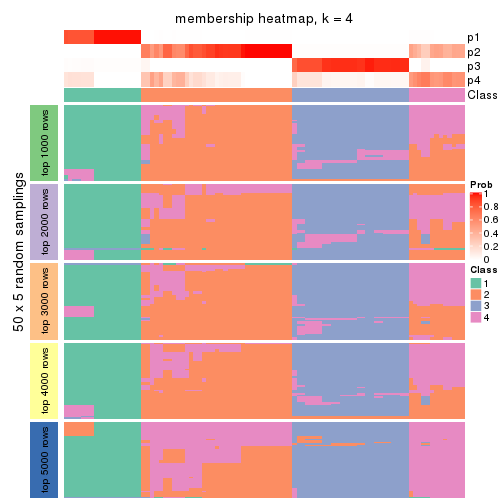 membership heatmap, k = 4
p1
p2
p3
p4
Class
50 x 5 random samplings
top 1000 rows
top 2000 rows
top 3000 rows
top 4000 rows
top 5000 rows
Prob
1
0.8
0.6
0.4
0.2
0
Class
1
2
3
4